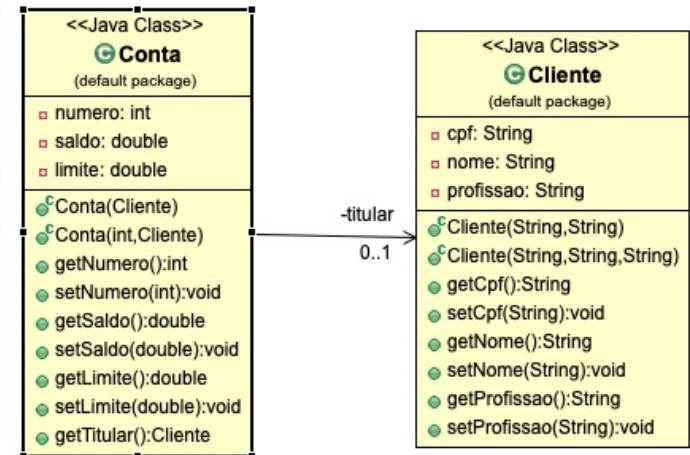 <<Java Class>>
Conta
(default package)
numero: int
saldo: double
limite: double
Conta(Cliente)
Conta(int,Cliente)
getNumero():int
setNumero(int):void
getSaldo():double
setSaldo(double):void
getLimite():double
setLimite(double):void
getTitular():Cliente
-titular
0..1
<<Java Class>>
Cliente
(default package)
cpf: String
nome: String
profissao: String
Cliente(String,String)
Cliente(String,String,String)
getCpf():String
setCpf(String):void
getNome():String
setNome(String):void
getProfissao():String
setProfissao(String):void